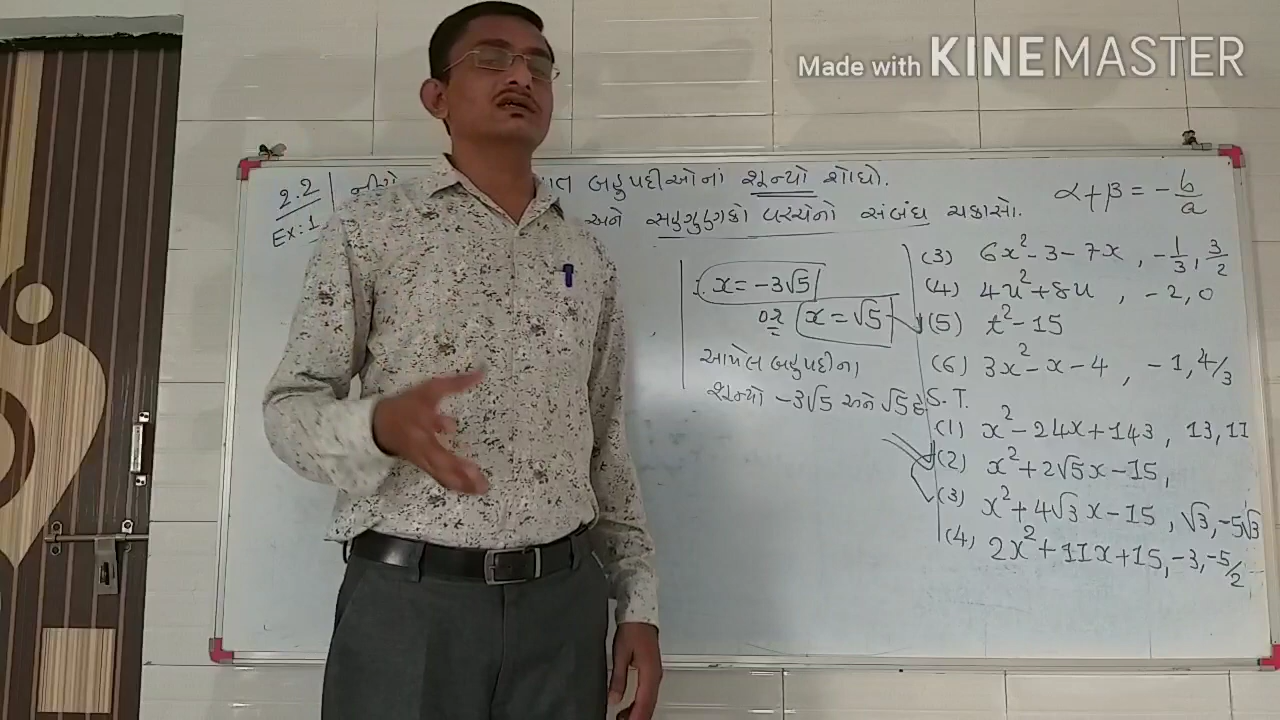 Made with KINEMASTER
2.2 બહુપદીઓનાં શૂન્યો શોધો.
Ex:1 અને સહગુણકો વચ્ચેનો સંબંધ ચકાસો.
α+β = -b/a
x = -3√5
x = √5
આપેલ બહુપદીના
શૂન્યો -3√5 અને √5 છે
(3) 6x²-3-7x, -1/3, 3/2
(4) 4u²+8u, -2, 0
(5) t²-15
(6) 3x²-x-4, -1, 4/3
S.T.
(1) x²-24x+143, 13, 11
(2) x²+2√5x-15,
(3) x²+4√3x-15, √3, -5√3
(4) 2x²+11x+15, -3, -5/2